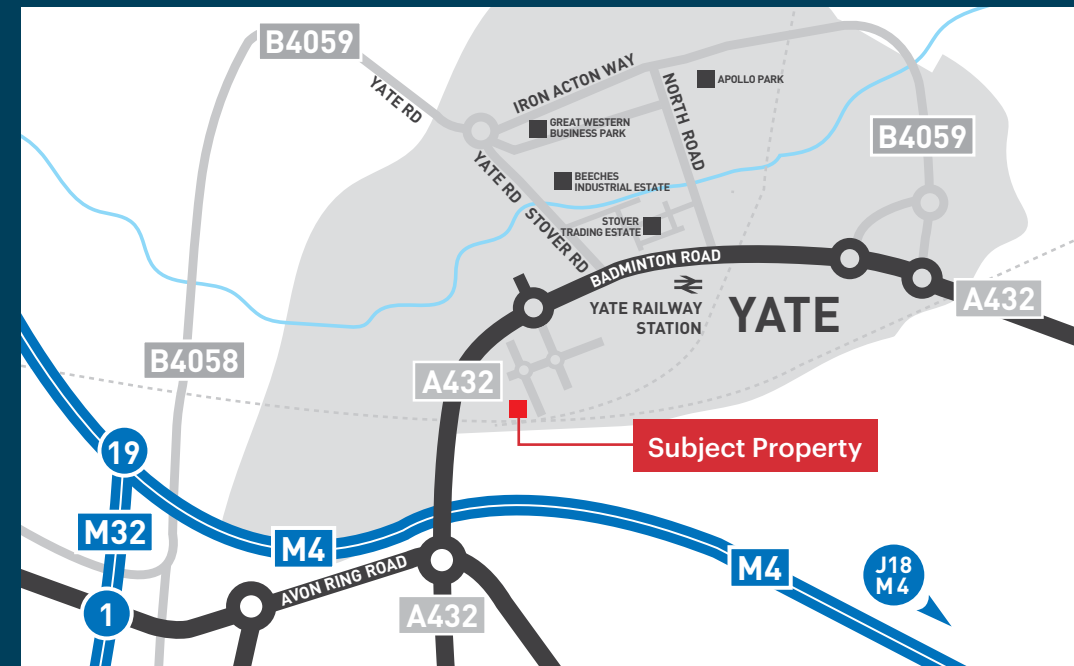 B4059
YATE RD
IRON ACTON WAY
NORTH ROAD
APOLLO PARK
GREAT WESTERN
BUSINESS PARK
B4059
YATE RD
BEECHES
INDUSTRIAL ESTATE
STOVER RD
STOVER
TRADING ESTATE
BADMINTON ROAD
YATE RAILWAY
STATION
YATE
A432
B4058
A432
Subject Property
19
M32
M4
AVON RING ROAD
M4
J18
M4
1
A432